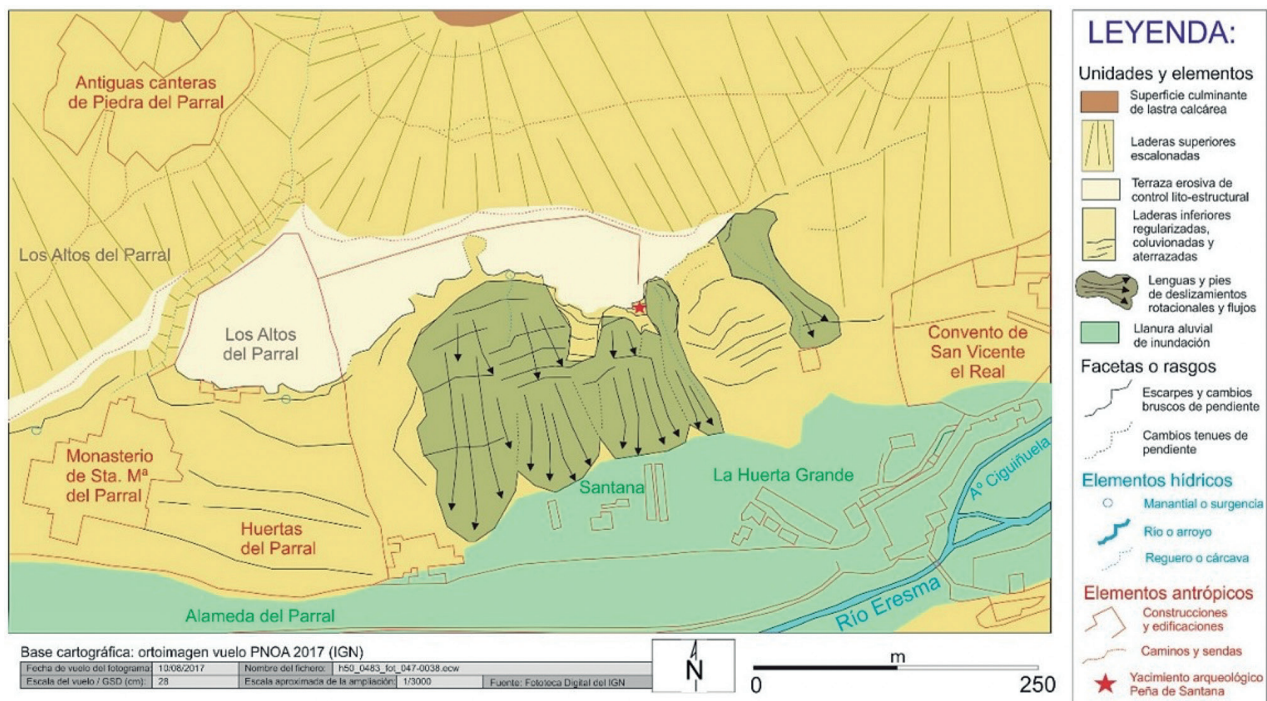 Antiguas canteras
de Piedra del Parral
Los Altos del Parral
Los Altos
del Parral
Monasterio
de Sta. Mª
del Parral
Huertas
del Parral
Alameda del Parral
Santana
La Huerta Grande
Convento de
San Vicente
el Real
Aº Ciguiñuela
Río Eresma
LEYENDA:
Unidades y elementos
Superficie culminante
de lastra calcárea
Laderas superiores
escalonadas
Terraza erosiva de
control lito-estructural
Laderas inferiores
regularizadas,
coluvionadas y
aterrazadas
Lenguas y pies
de deslizamientos
rotacionales y flujos
Llanura aluvial
de inundación
Facetas o rasgos
Escarpes y cambios
bruscos de pendiente
Cambios tenues de
pendiente
Elementos hídricos
Manantial o surgencia
Río o arroyo
Reguero o cárcava
Elementos antrópicos
Construcciones
y edificaciones
Caminos y sendas
Yacimiento arqueológico
Peña de Santana
Base cartográfica: ortoimagen vuelo PNOA 2017 (IGN)
Fecha de vuelo del fotograma: 10/08/2017 Nombre del fichero: h50_0483_fot_047-0038.ecw
Escala del vuelo / GSD (cm): 28 Escala aproximada de la ampliación: 1/3000 Fuente: Fototeca Digital del IGN
N
m
0 250